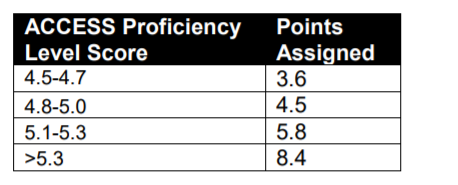 ACCESS Proficiency Level Score Points Assigned
4.5-4.7 3.6
4.8-5.0 4.5
5.1-5.3 5.8
>5.3 8.4